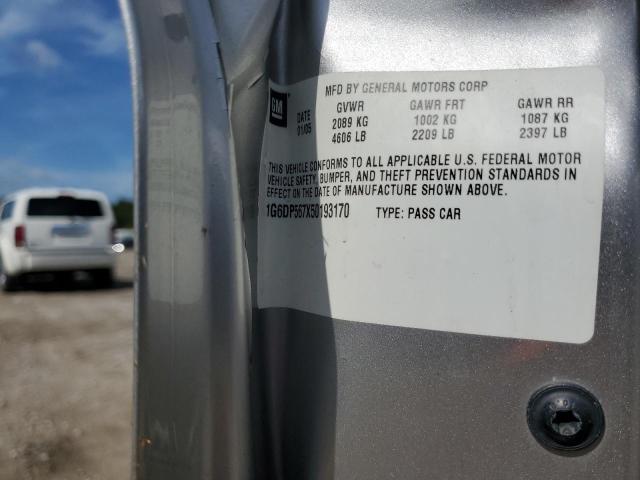 MFD BY GENERAL MOTORS CORP
GM
DATE
01/05
GVWR GAWR FRT GAWR RR
2089 KG 1002 KG 1087 KG
4606 LB 2209 LB 2397 LB
THIS VEHICLE CONFORMS TO ALL APPLICABLE U.S. FEDERAL MOTOR
VEHICLE SAFETY, BUMPER, AND THEFT PREVENTION STANDARDS IN
EFFECT ON THE DATE OF MANUFACTURE SHOWN ABOVE.
1G6DP567X50193170 TYPE: PASS CAR